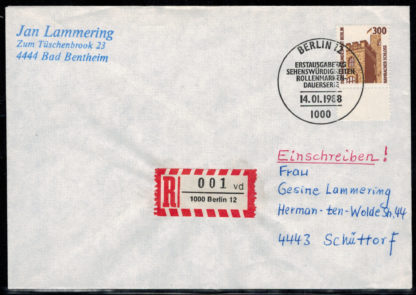 Jan Lammering
Zum Tüschenbrook 23
4444 Bad Bentheim
BERLIN 12
ERSTAUSGABETAG
SEHENSWÜRDIGKEITEN
ROLLENMARKEN-
DAUERSERIE
14.01.1988
1000
300
R
001 vd
1000 Berlin 12
Einschreiben!
Frau
Gesine Lammering
Herman-ten-Wolde Str. 44
4443 Schüttorf